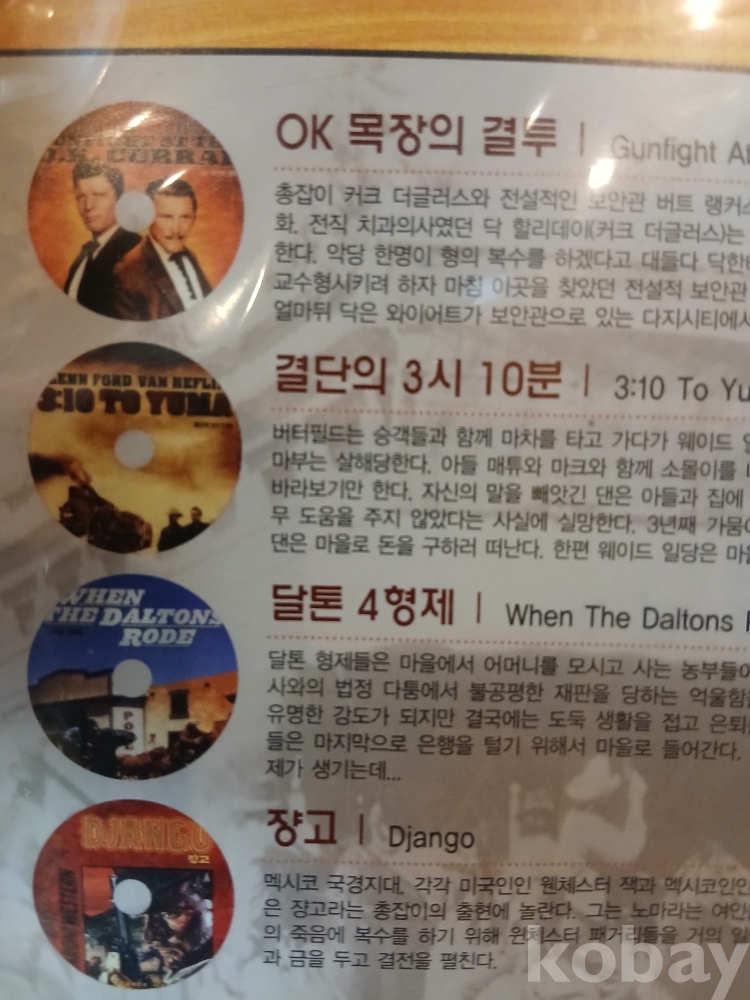 GUNFIGHT AT THE
O.K. CORRAL
OK 목장의 결투 | Gunfight At
총잡이 커크 더글러스와 전설적인 보안관 버트 랭커스
화. 전직 치과의사였던 닥 할리데이(커크 더글러스)는
한다. 악당 한명이 형의 복수를 하겠다고 대들다 닥한
교수형시키려 하자 마침 이곳을 찾았던 전설적 보안관
얼마뒤 닥은 와이어트가 보안관으로 있는 다지시티에서
GLENN FORD VAN HEFLIN
3:10 TO YUMA
결단의 3시 10분 | 3:10 To Yu
버터필드는 승객들과 함께 마차를 타고 가다가 웨이드 일
마부는 살해당한다. 아들 매튜와 마크와 함께 소몰이를
바라보기만 한다. 자신의 말을 빼앗긴 댄은 아들과 집에
무 도움을 주지 않았다는 사실에 실망한다. 3년째 가뭄
댄은 마을로 돈을 구하러 떠난다. 한편 웨이드 일당은 마을
WHEN
THE DALTONS
RODE
달톤 4형제 | When The Daltons R
달톤 형제들은 마을에서 어머니를 모시고 사는 농부들이
사와의 법정 다툼에서 불공평한 재판을 당하는 억울함을
유명한 강도가 되지만 결국에는 도둑 생활을 접고 은퇴
들은 마지막으로 은행을 털기 위해서 마을로 들어간다.
제가 생기는데...
DJANGO
쟝고
쟝고 | Django
멕시코 국경지대, 각각 미국인인 윈체스터 잭과 멕시코인인
은 쟝고라는 총잡이의 출현에 놀란다. 그는 노마라는 여인
의 죽음에 복수를 하기 위해 윈체스터 패거리들을 거의 일
과 금을 두고 결전을 펼친다.
kobay